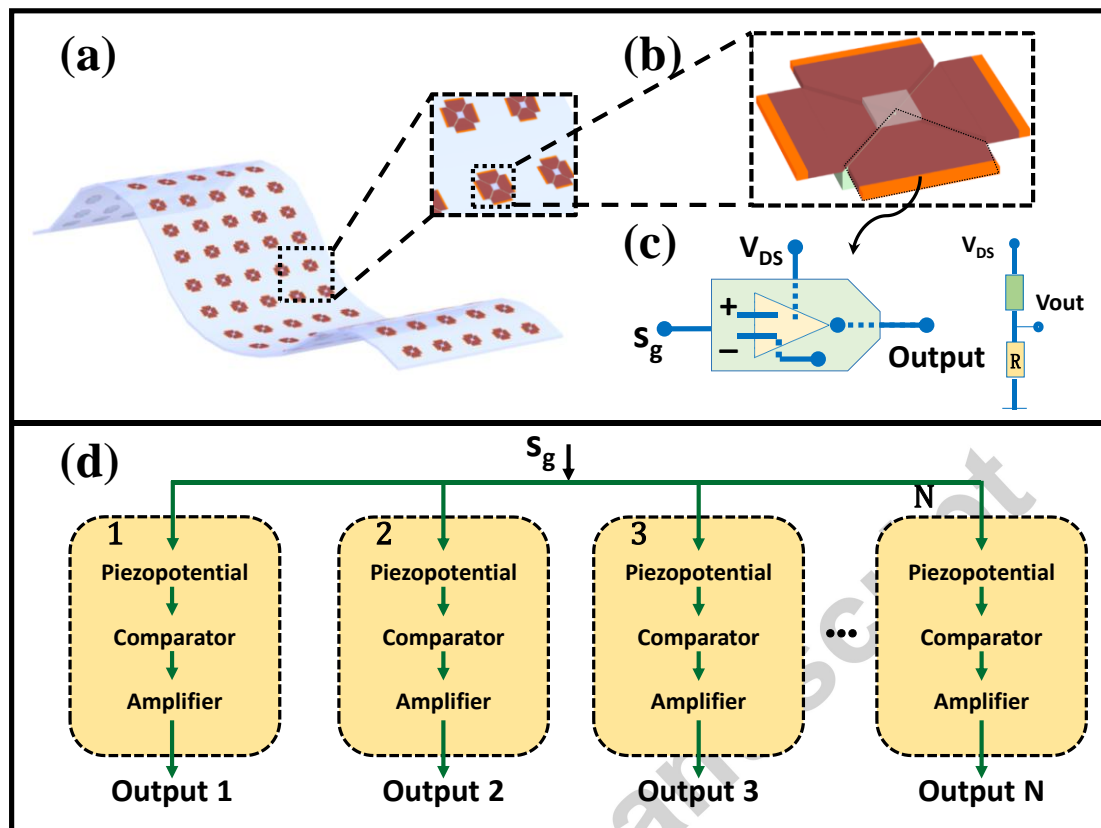 (a)
(b)
(c)
V_DS
S_g
+
−
Output
V_DS
Vout
R
(d)
S_g
1
2
3
N
Piezopotential
Piezopotential
Piezopotential
Piezopotential
Comparator
Comparator
Comparator
•••
Comparator
Amplifier
Amplifier
Amplifier
Amplifier
Output 1
Output 2
Output 3
Output N
anuscript